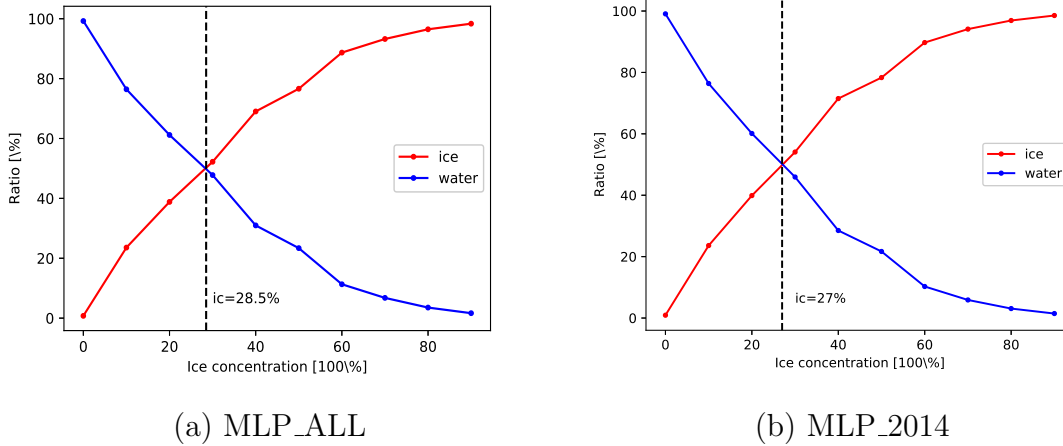 100
80
60
40
20
0
Ratio [\%]
ice
water
ic=28.5%
0 20 40 60 80
Ice concentration [100\%]
(a) MLP_ALL
100
80
60
40
20
0
Ratio [\%]
ice
water
ic=27%
0 20 40 60 80
Ice concentration [100\%]
(b) MLP_2014